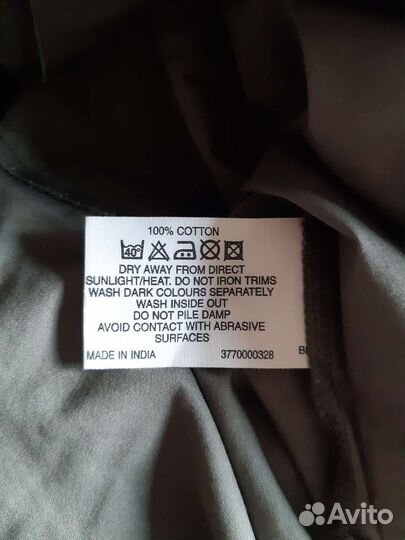 100% COTTON
40°
DRY AWAY FROM DIRECT
SUNLIGHT/HEAT. DO NOT IRON TRIMS
WASH DARK COLOURS SEPARATELY
WASH INSIDE OUT
DO NOT PILE DAMP
AVOID CONTACT WITH ABRASIVE
SURFACES
MADE IN INDIA 3770000328
Avito